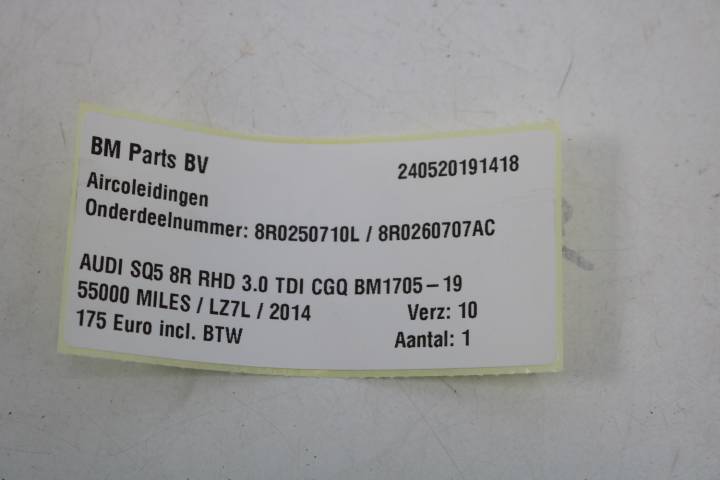 BM Parts BV 240520191418
Aircoleidingen
Onderdeelnummer: 8R0250710L / 8R0260707AC
AUDI SQ5 8R RHD 3.0 TDI CGQ BM1705-19
55000 MILES / LZ7L / 2014 Verz: 10
175 Euro incl. BTW Aantal: 1